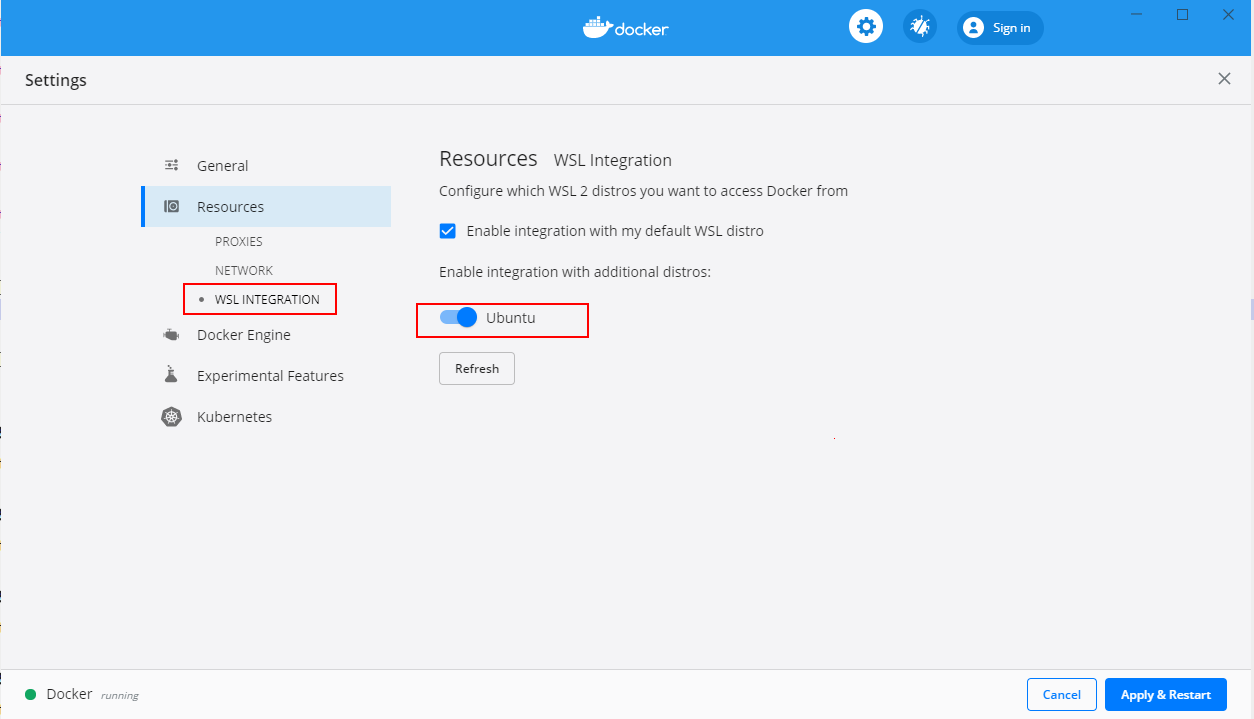 docker
Sign in
Settings
General
Resources
PROXIES
NETWORK
WSL INTEGRATION
Docker Engine
Experimental Features
Kubernetes
Resources WSL Integration
Configure which WSL 2 distros you want to access Docker from
Enable integration with my default WSL distro
Enable integration with additional distros:
Ubuntu
Refresh
Docker running
Cancel
Apply & Restart